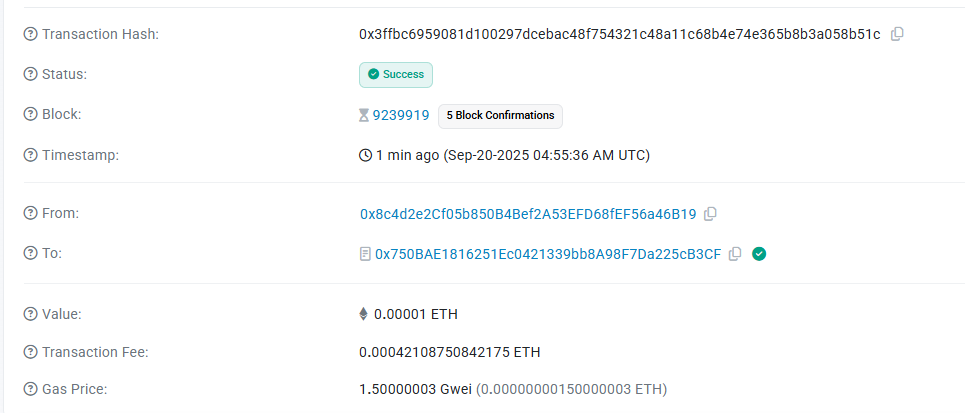 Transaction Hash: 0x3ffbc6959081d100297dcebac48f754321c48a11c68b4e74e365b8b3a058b51c
Status: Success
Block: 9239919 5 Block Confirmations
Timestamp: 1 min ago (Sep-20-2025 04:55:36 AM UTC)
From: 0x8c4d2e2Cf05b850B4Bef2A53EFD68fEF56a46B19
To: 0x750BAE1816251Ec0421339bb8A98F7Da225cB3CF
Value: 0.00001 ETH
Transaction Fee: 0.00042108750842175 ETH
Gas Price: 1.50000003 Gwei (0.00000000150000003 ETH)